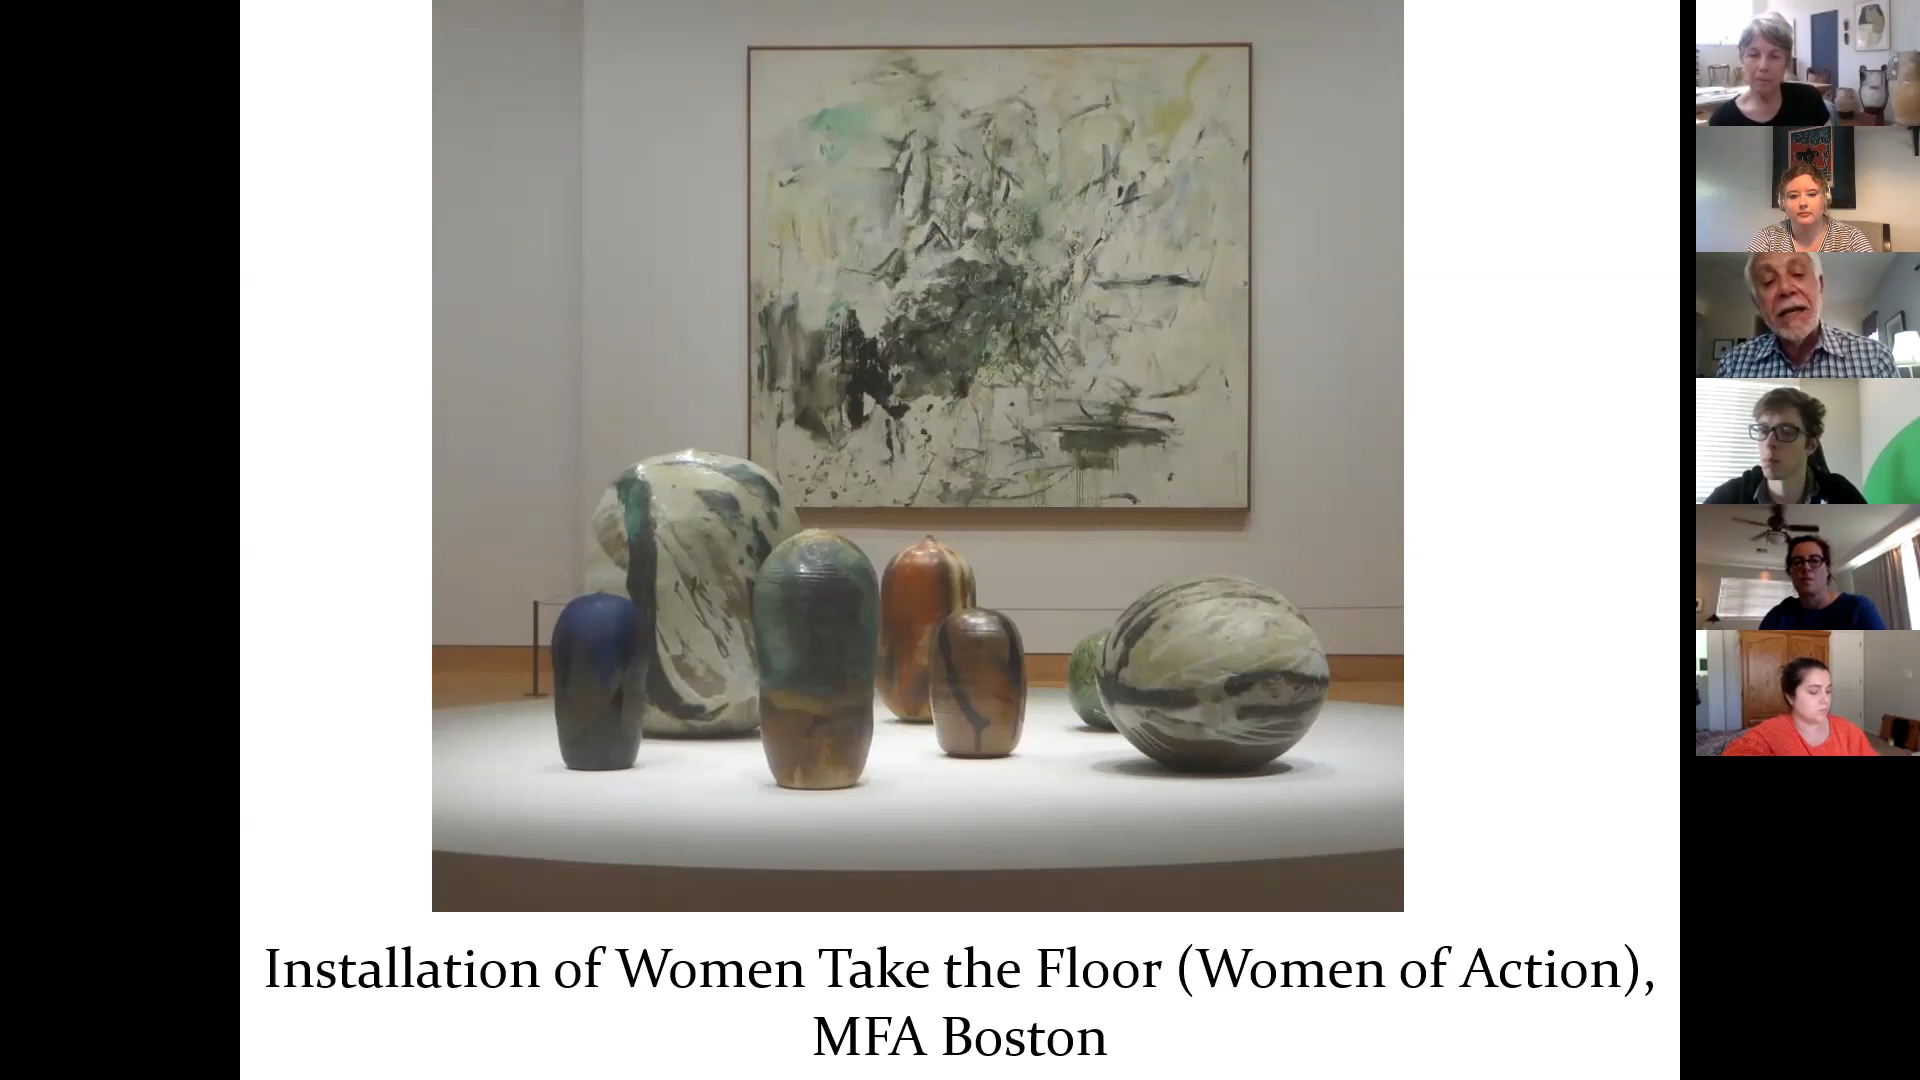 Installation of Women Take the Floor (Women of Action),
MFA Boston